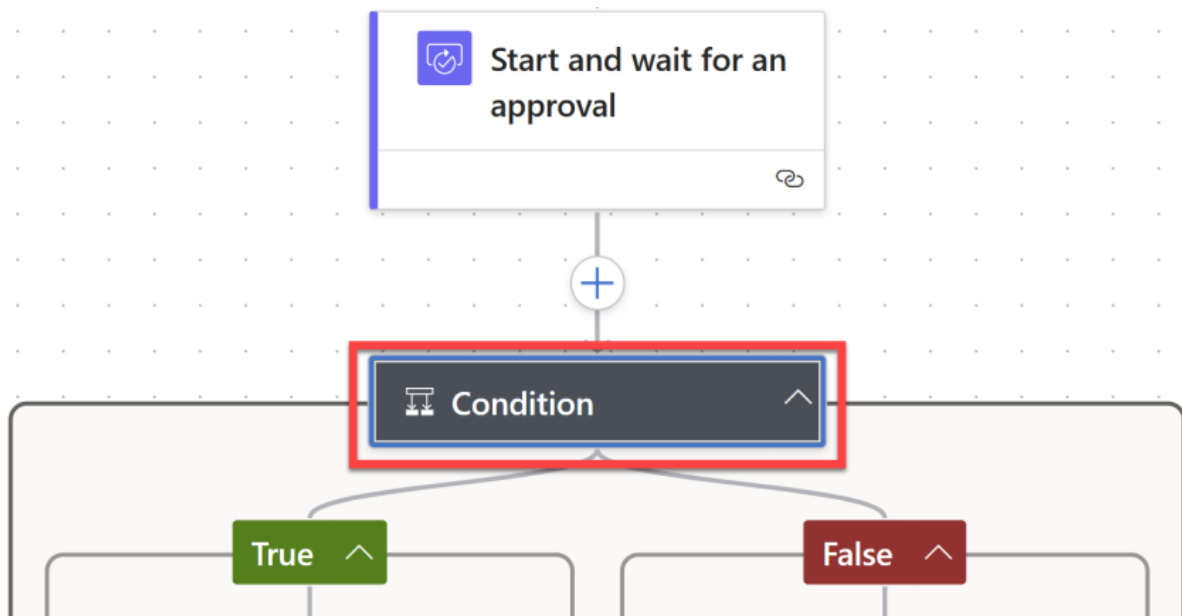 Start and wait for an
approval
Condition
True
False